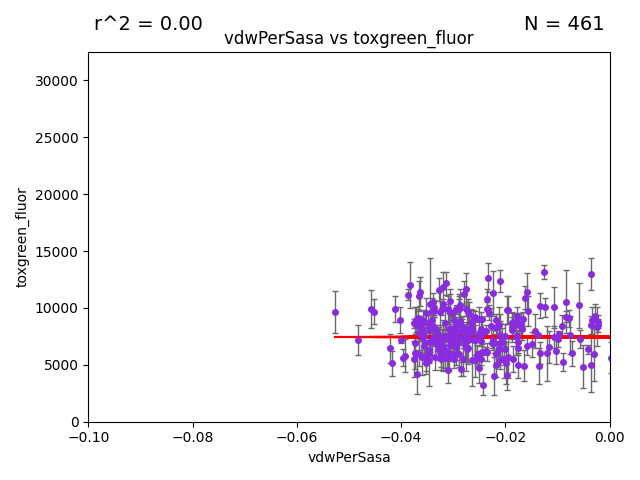 r^2 = 0.00
N = 461
vdwPerSasa vs toxgreen_fluor
30000
25000
20000
15000
10000
5000
0
toxgreen_fluor
−0.10
−0.08
−0.06
−0.04
−0.02
0.00
vdwPerSasa